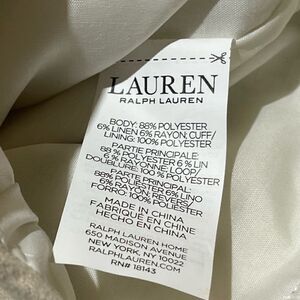 LAUREN
RALPH LAUREN
BODY: 88% POLYESTER
6% LINEN 6% RAYON; CUFF/
LINING: 100% POLYESTER
PARTIE PRINCIPALE:
88 % POLYESTER 6 % LIN
6 % RAYONNE LOOP/
DOUBLURE: 100 % POLYESTER
PARTE PRINCIPAL:
88% POLIÉSTER 6% LINO
6% RAYÓN REVERS/
FORRO: 100% POLIÉSTER
MADE IN CHINA
FABRIQUE EN CHINE
HECHO EN CHINA
RALPH LAUREN HOME
650 MADISON AVENUE
NEW YORK, NY 10022
RALPHLAUREN.COM
RN# 18143